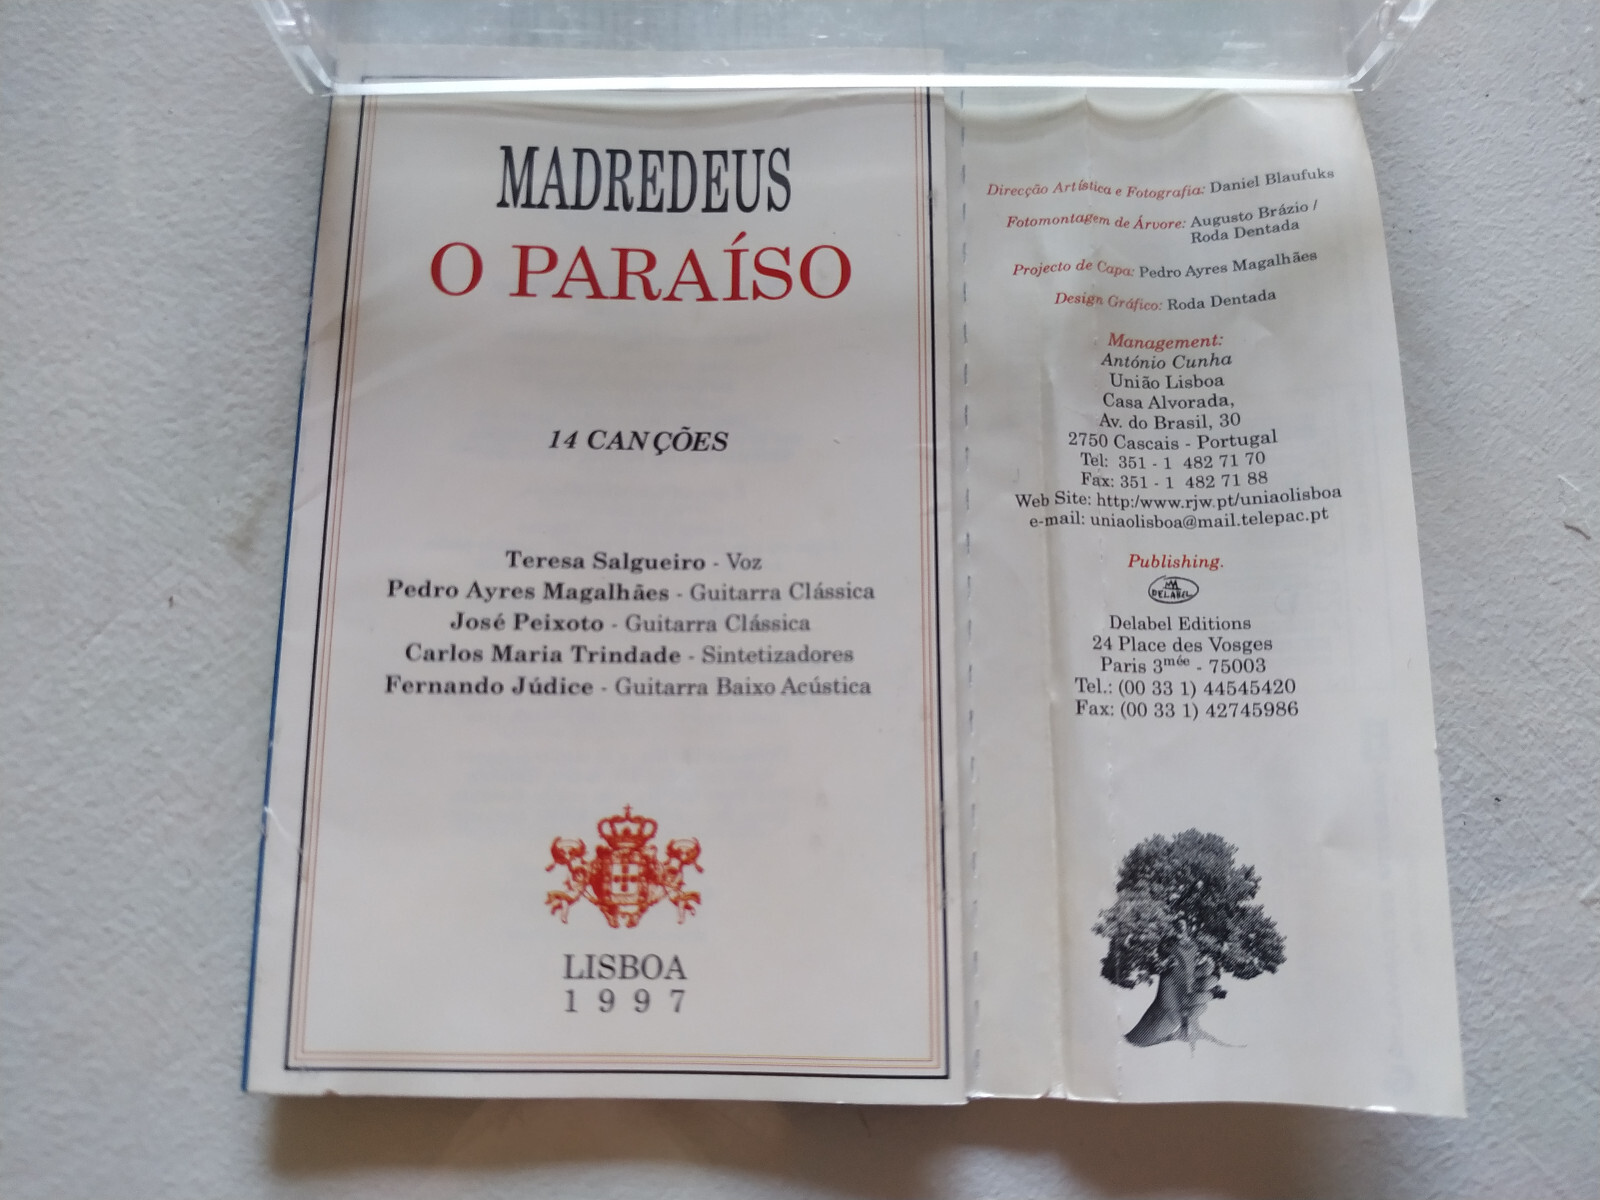 MADREDEUS
O PARAÍSO
14 CANÇÕES
Teresa Salgueiro - Voz
Pedro Ayres Magalhães - Guitarra Clássica
José Peixoto - Guitarra Clássica
Carlos Maria Trindade - Sintetizadores
Fernando Júdice - Guitarra Baixo Acústica
LISBOA
1997
Direcção Artística e Fotografia: Daniel Blaufuks
Fotomontagem de Árvore: Augusto Brázio /
Roda Dentada
Projecto de Capa: Pedro Ayres Magalhães
Design Gráfico: Roda Dentada
Management:
António Cunha
União Lisboa
Casa Alvorada,
Av. do Brasil, 30
2750 Cascais - Portugal
Tel: 351 - 1 482 71 70
Fax: 351 - 1 482 71 88
Web Site: http:/www.rjw.pt/uniaolisboa
e-mail: uniaolisboa@mail.telepac.pt
Publishing.
DELABEL
Delabel Editions
24 Place des Vosges
Paris 3mée - 75003
Tel.: (00 33 1) 44545420
Fax: (00 33 1) 42745986